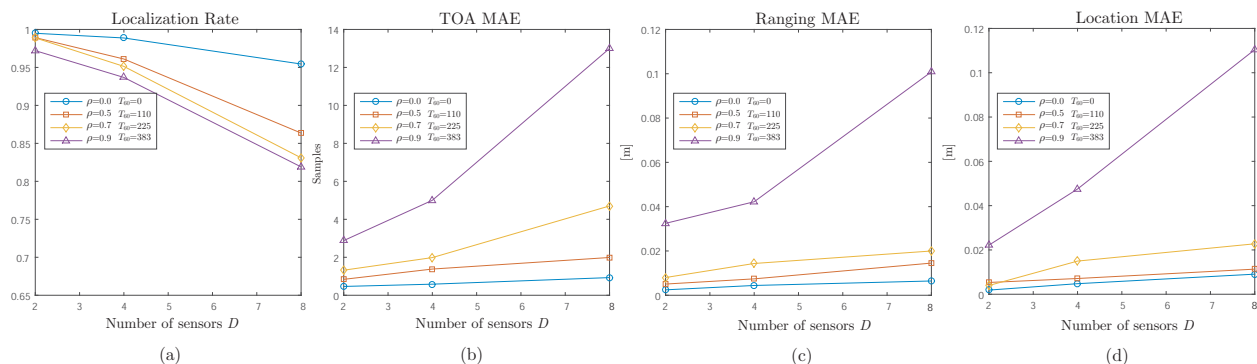 Localization Rate
1
0.95
0.9
0.85
0.8
0.75
0.7
0.65
2 3 4 5 6 7 8
ρ=0.0 T60=0
ρ=0.5 T60=110
ρ=0.7 T60=225
ρ=0.9 T60=383
Number of sensors D
(a)
TOA MAE
14
12
10
8
6
4
2
0
Samples
2 3 4 5 6 7 8
ρ=0.0 T60=0
ρ=0.5 T60=110
ρ=0.7 T60=225
ρ=0.9 T60=383
Number of sensors D
(b)
Ranging MAE
0.12
0.1
0.08
0.06
0.04
0.02
0
[m]
2 3 4 5 6 7 8
ρ=0.0 T60=0
ρ=0.5 T60=110
ρ=0.7 T60=225
ρ=0.9 T60=383
Number of sensors D
(c)
Location MAE
0.12
0.1
0.08
0.06
0.04
0.02
0
[m]
2 3 4 5 6 7 8
ρ=0.0 T60=0
ρ=0.5 T60=110
ρ=0.7 T60=225
ρ=0.9 T60=383
Number of sensors D
(d)